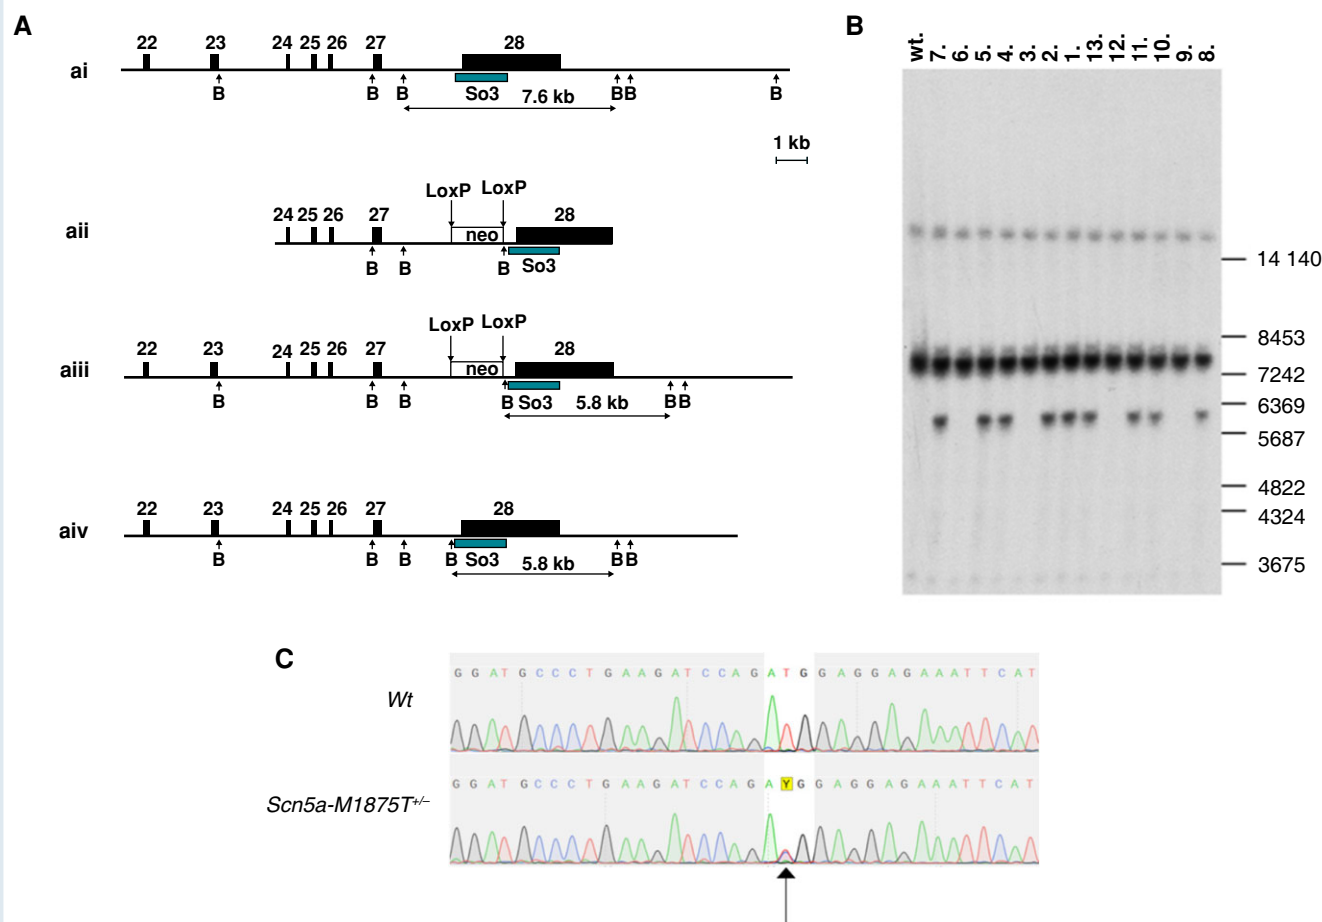 A
22 23 24 25 26 27 28
ai
B B B So3 7.6 kb B B B
1 kb
LoxP LoxP
24 25 26 27 28
aii
neo
B B B So3
LoxP LoxP
22 23 24 25 26 27 28
aiii
neo
B B B B So3 5.8 kb B B
22 23 24 25 26 27 28
aiv
B B B B So3 5.8 kb B B
B
wt. 7. 6. 5. 4. 3. 2. 1. 13. 12. 11. 10. 9. 8.
14 140
8453
7242
6369
5687
4822
4324
3675
C
Wt
G G A T G C C C T G A A G A T C C A G A T G G A G G A G A A A T T C A T
Scn5a-M1875T+/–
G G A T G C C C T G A A G A T C C A G A Y G G A G G A G A A A T T C A T